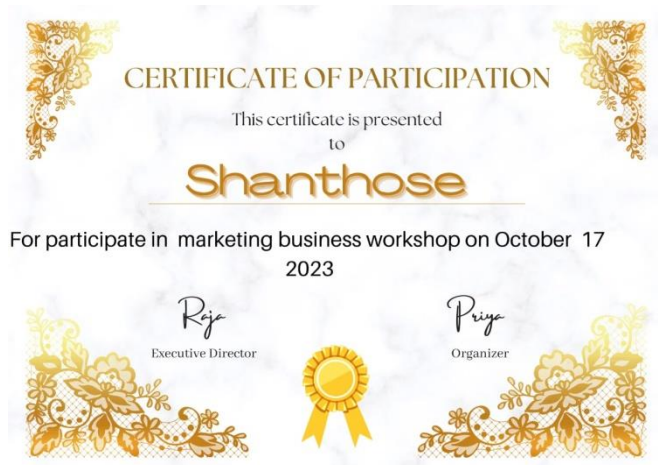 CERTIFICATE OF PARTICIPATION
This certificate is presented
to
Shanthose
For participate in marketing business workshop on October 17
2023
Raja
Priya
Executive Director
Organizer